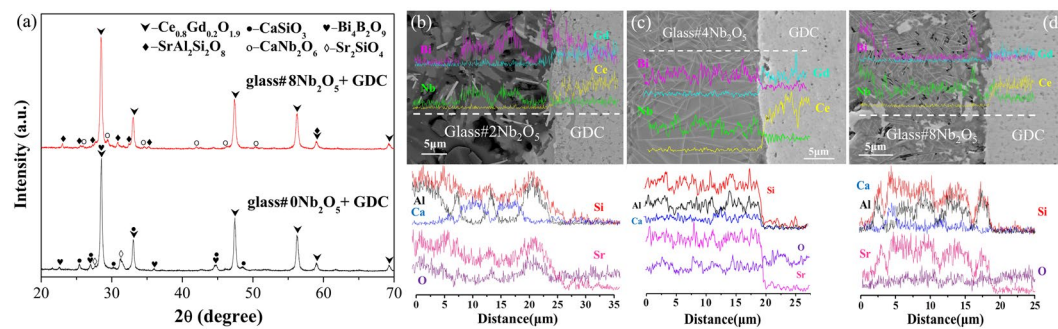 (a)
–Ce₀.₈Gd₀.₂O₁.₉
–CaSiO₃
–Bi₄B₂O₉
–SrAl₂Si₂O₈
–CaNb₂O₆
–Sr₂SiO₄
glass#8Nb₂O₅+ GDC
glass#0Nb₂O₅+ GDC
Intensity (a.u.)
20 30 40 50 60 70
2θ (degree)
(b)
Bi
Gd
Ce
Nb
Glass#2Nb₂O₅
GDC
5μm
Ca
Al
Si
Sr
O
0 5 10 15 20 25 30 35
Distance(μm)
(c)
Glass#4Nb₂O₅
GDC
Bi
Gd
Ce
Nb
5μm
Si
Al
Ca
O
Sr
0 5 10 15 20 25
Distance(μm)
(d)
Bi
Gd
Nb
Ce
Glass#8Nb₂O₅
GDC
5μm
Ca
Al
Si
Sr
O
0 5 10 15 20 25
Distance(μm)